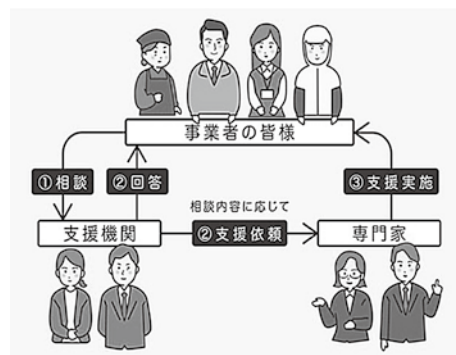 事業者の皆様
①相談
②回答
③支援実施
相談内容に応じて
②支援依頼
支援機関
専門家